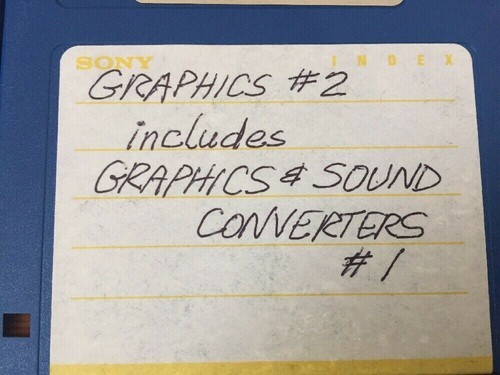 SONY INDEX
GRAPHICS #2
includes
GRAPHICS & SOUND
CONVERTERS
#1